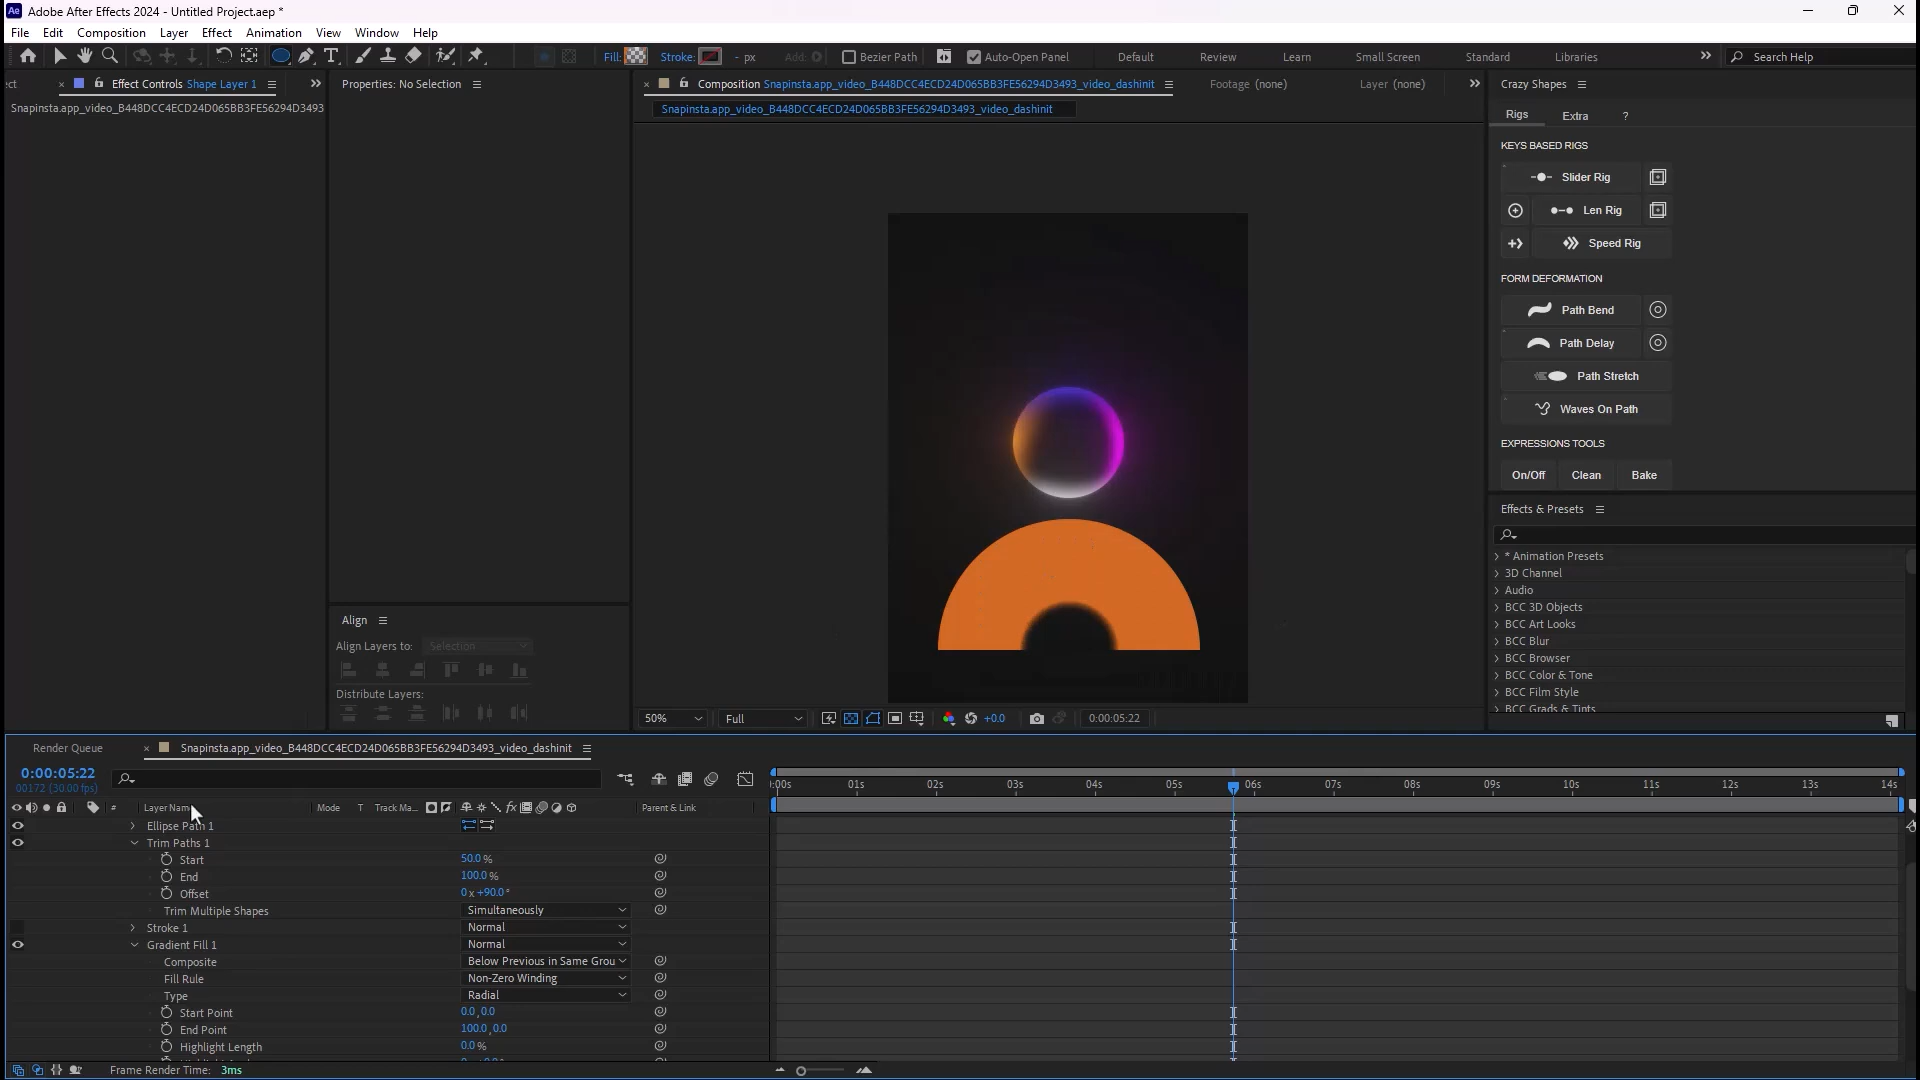 Ae Adobe After Effects 2024 - Untitled Project.aep *
File Edit Composition Layer Effect Animation View Window Help
Fill: Stroke: - px Add: Bezier Path Auto-Open Panel Default Review Learn Small Screen Standard Libraries Search Help
ect Effect Controls Shape Layer 1
Snapinsta.app_video_B448DCC4ECD24D065BB3FE56294D3493
Properties: No Selection
Align
Align Layers to: Selection
Distribute Layers:
Composition Snapinsta.app_video_B448DCC4ECD24D065BB3FE56294D3493_video_dashinit Footage (none) Layer (none)
Snapinsta.app_video_B448DCC4ECD24D065BB3FE56294D3493_video_dashinit
50% Full +0.0 0:00:05:22
Crazy Shapes
Rigs Extra ?
KEYS BASED RIGS
Slider Rig
Len Rig
Speed Rig
FORM DEFORMATION
Path Bend
Path Delay
Path Stretch
Waves On Path
EXPRESSIONS TOOLS
On/Off Clean Bake
Effects & Presets
* Animation Presets
3D Channel
Audio
BCC 3D Objects
BCC Art Looks
BCC Blur
BCC Browser
BCC Color & Tone
BCC Film Style
BCC Grads & Tints
Render Queue Snapinsta.app_video_B448DCC4ECD24D065BB3FE56294D3493_video_dashinit
0:00:05:22
00172 (30.00 fps)
:00s 01s 02s 03s 04s 05s 06s 07s 08s 09s 10s 11s 12s 13s 14s
# Layer Name Mode T Track Ma... fx Parent & Link
Ellipse Path 1
Trim Paths 1
Start 50.0 %
End 100.0 %
Offset 0 x +90.0 °
Trim Multiple Shapes Simultaneously
Stroke 1 Normal
Gradient Fill 1 Normal
Composite Below Previous in Same Grou
Fill Rule Non-Zero Winding
Type Radial
Start Point 0.0 , 0.0
End Point 100.0 , 0.0
Highlight Length 0.0 %
Frame Render Time: 3ms